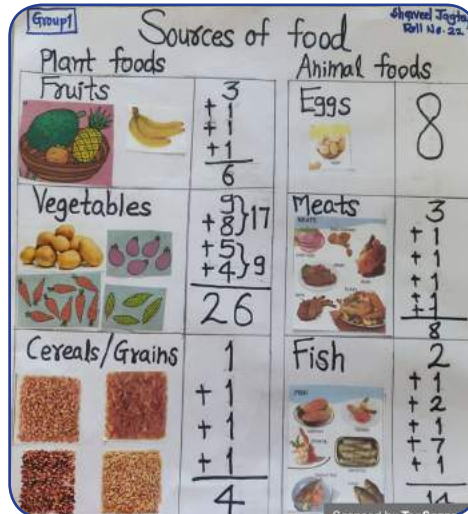 Group1
Sources of food
Shqrveel Jagta
Roll No. 22
Plant foods
Animal foods
Fruits
3
+ 1
+ 1
+ 1
6
Eggs
8
Vegetables
9
+ 8 } 17
+ 5
+ 4 } 9
26
Meats
3
+ 1
+ 1
+ 1
+ 1
8
Cereals/Grains
1
+ 1
+ 1
+ 1
4
Fish
2
+ 1
+ 2
+ 1
+ 7
+ 1
14